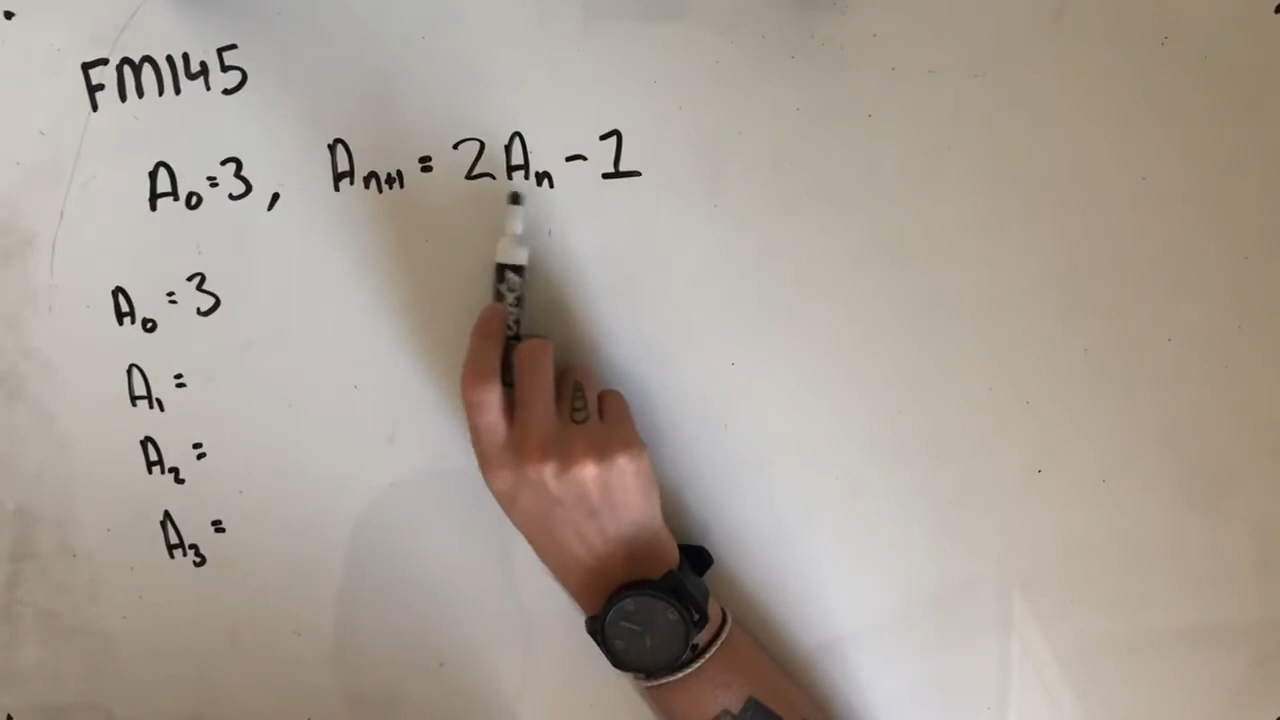 FM145
A₀=3, Aₙ₊₁=2Aₙ-1
A₀=3
A₁=
A₂=
A₃=